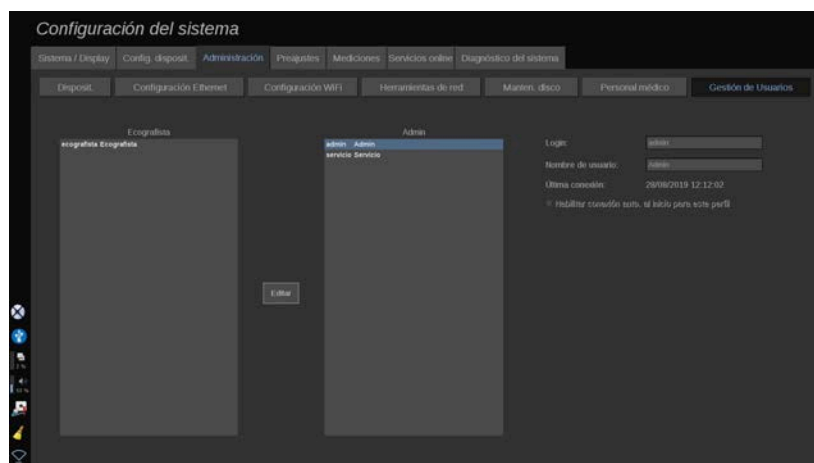 Configuración del sistema
Sistema / Display Config. disposit. Administración Preajustes Mediciones Servicios online Diagnóstico del sistema
Disposit. Configuración Ethernet Configuración WiFi Herramientas de red Manten. disco Personal médico Gestión de Usuarios
Ecografista Admin
ecografista Ecografista
admin Admin
servicio Servicio
Login: admin
Nombre de usuario: Admin
Última conexión: 28/08/2019 12:12:02
Habilitar conexión auto. al inicio para este perfil
Editar